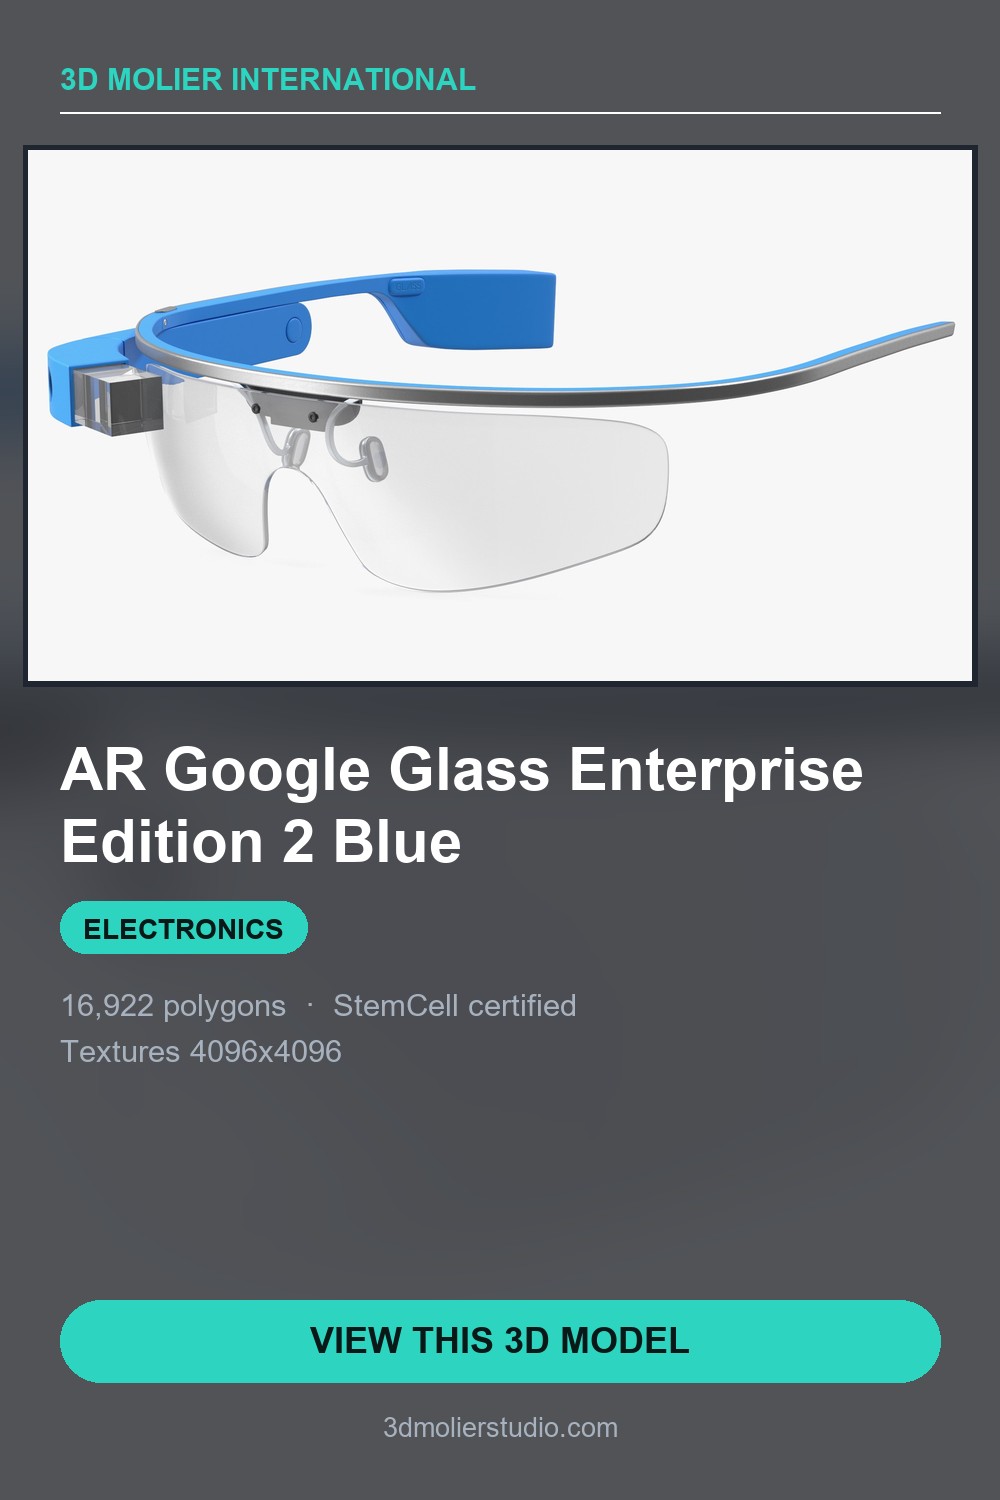 3D MOLIER INTERNATIONAL
AR Google Glass Enterprise
Edition 2 Blue
ELECTRONICS
16,922 polygons · StemCell certified
Textures 4096x4096
VIEW THIS 3D MODEL
3dmolierstudio.com